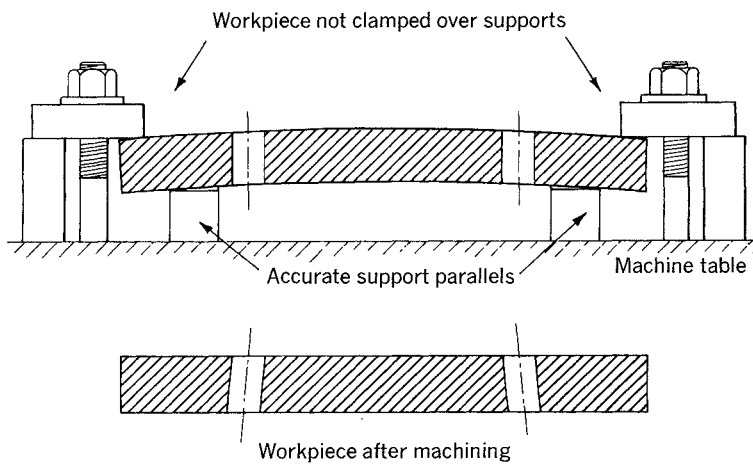 Workpiece not clamped over supports
Machine table
Accurate support parallels
Workpiece after machining